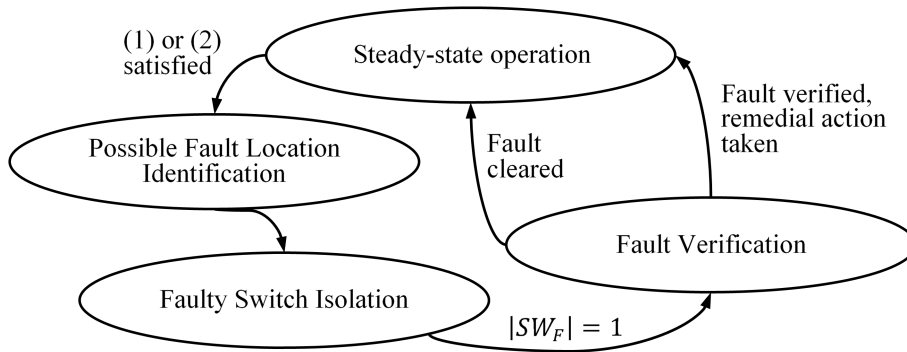 (1) or (2)
satisfied
Steady-state operation
Fault verified,
remedial action
taken
Possible Fault Location
Identification
Fault
cleared
Fault Verification
Faulty Switch Isolation
|SW_F| = 1